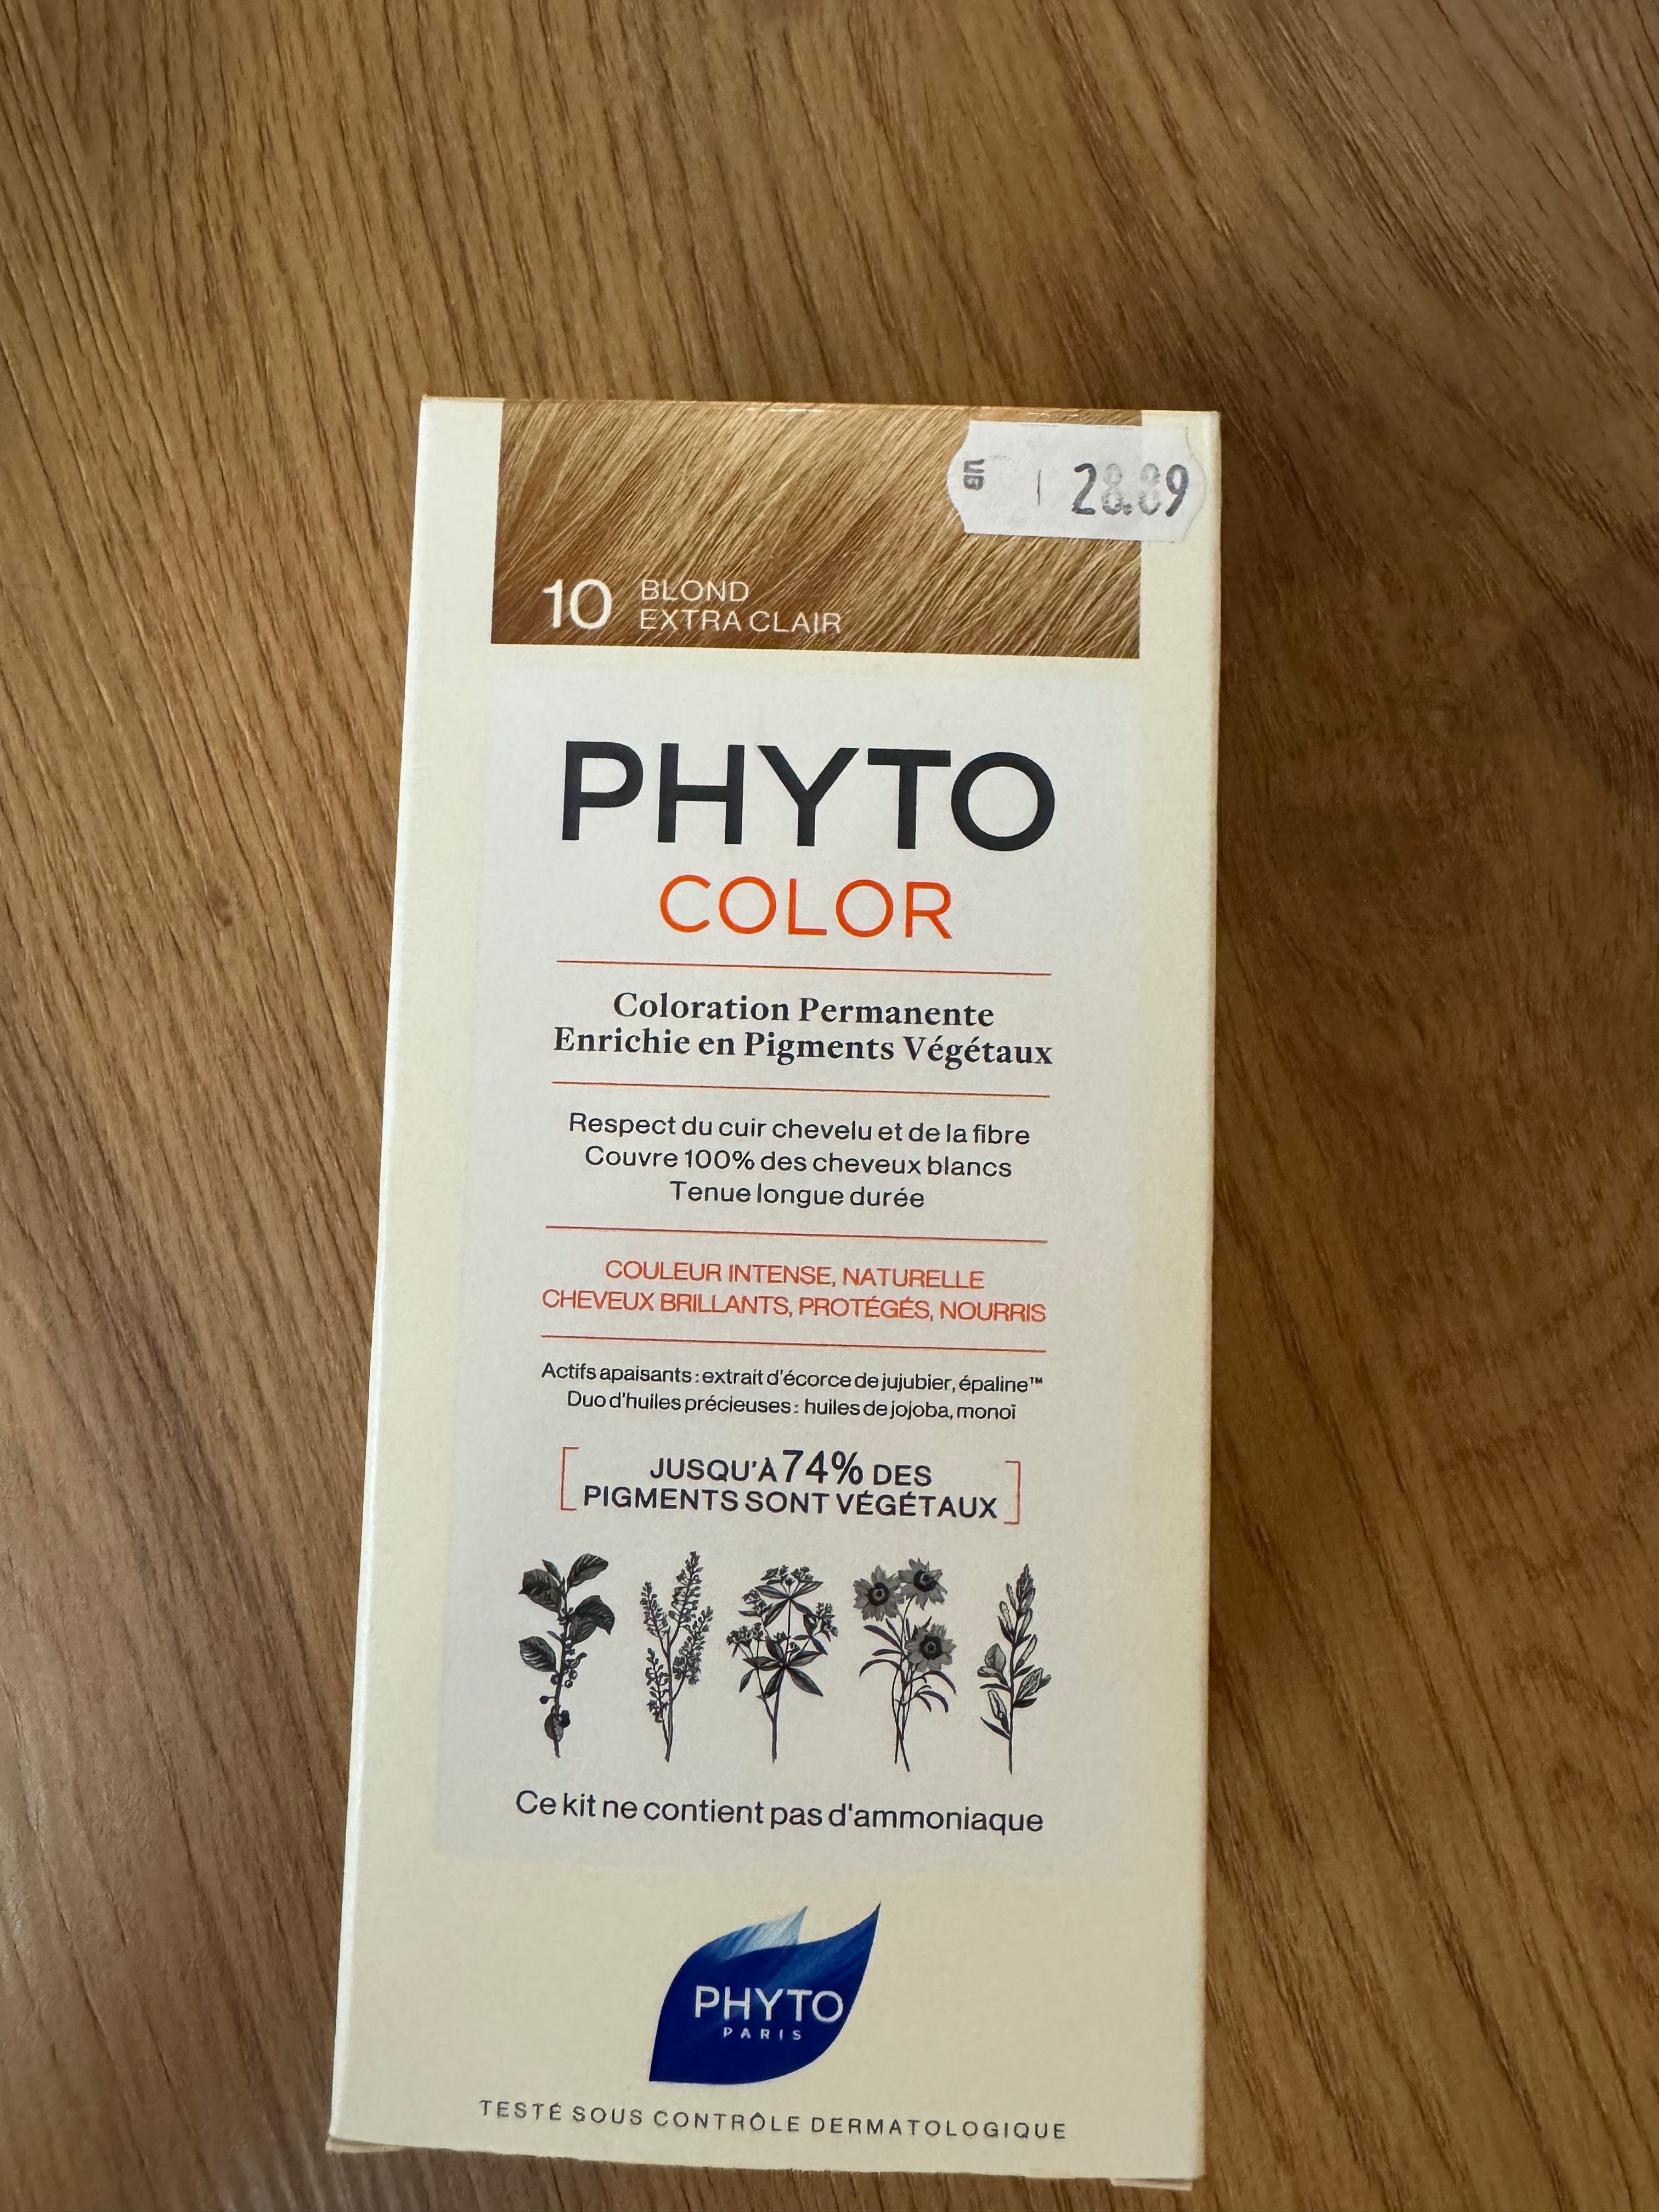 UB
28.89
10 BLOND
EXTRA CLAIR
PHYTO
COLOR
Coloration Permanente
Enrichie en Pigments Végétaux
Respect du cuir chevelu et de la fibre
Couvre 100% des cheveux blancs
Tenue longue durée
COULEUR INTENSE, NATURELLE
CHEVEUX BRILLANTS, PROTÉGÉS, NOURRIS
Actifs apaisants : extrait d'écorce de jujubier, épaline™
Duo d'huiles précieuses : huiles de jojoba, monoï
JUSQU'À 74% DES
PIGMENTS SONT VÉGÉTAUX
Ce kit ne contient pas d'ammoniaque
PHYTO
PARIS
TESTÉ SOUS CONTRÔLE DERMATOLOGIQUE